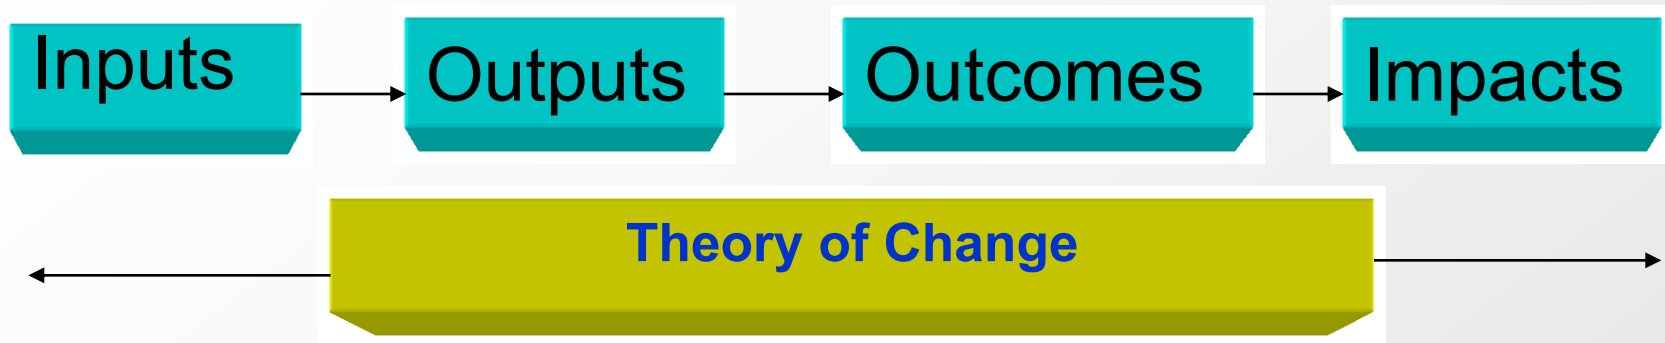 Inputs
Outputs
Outcomes
Impacts
Theory of Change